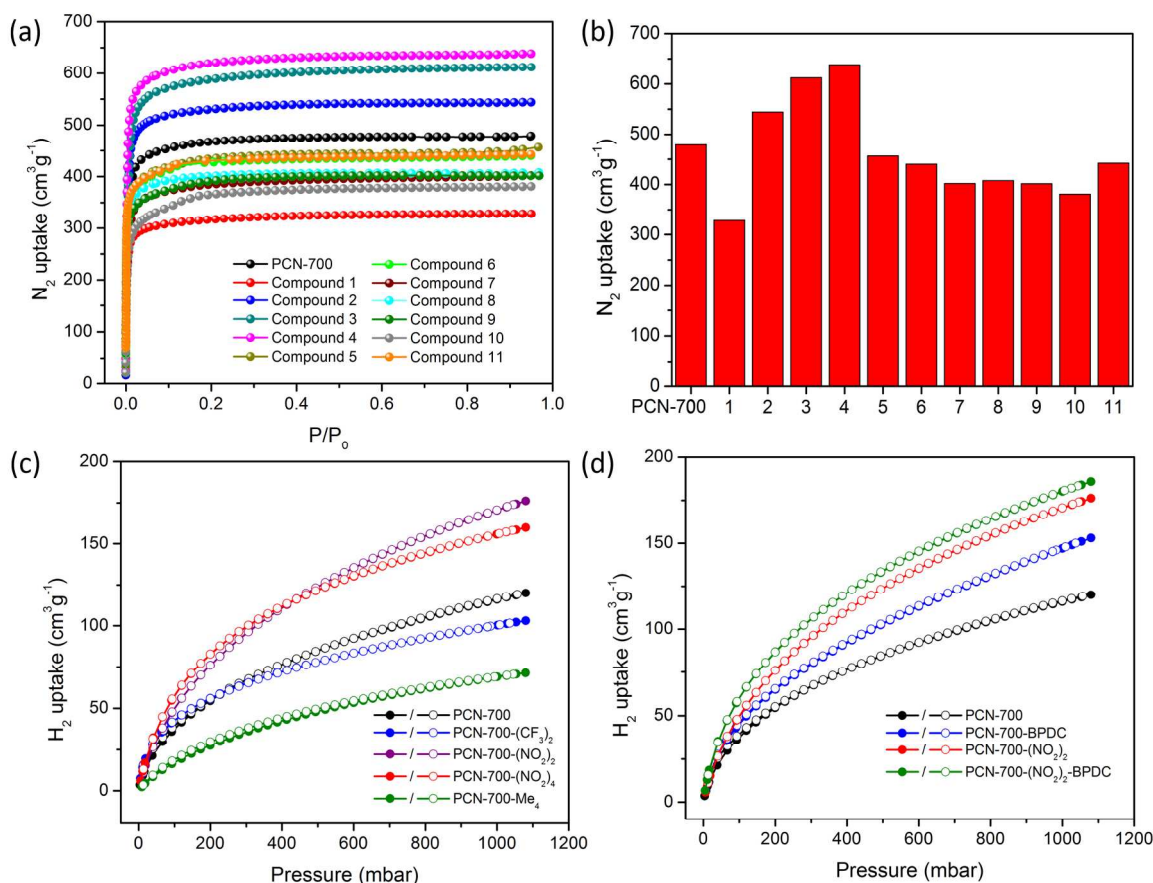 (a)
700
600
500
400
300
200
100
0
N₂ uptake (cm³g⁻¹)
PCN-700
Compound 1
Compound 2
Compound 3
Compound 4
Compound 5
Compound 6
Compound 7
Compound 8
Compound 9
Compound 10
Compound 11
0.0 0.2 0.4 0.6 0.8 1.0
P/Pₒ
(b)
700
600
500
400
300
200
100
0
N₂ uptake (cm³g⁻¹)
PCN-700 1 2 3 4 5 6 7 8 9 10 11
(c)
200
150
100
50
0
H₂ uptake (cm³g⁻¹)
/ PCN-700
/ PCN-700-(CF₃)₂
/ PCN-700-(NO₂)₂
/ PCN-700-(NO₂)₄
/ PCN-700-Me₄
0 200 400 600 800 1000 1200
Pressure (mbar)
(d)
200
150
100
50
0
H₂ uptake (cm³g⁻¹)
/ PCN-700
/ PCN-700-BPDC
/ PCN-700-(NO₂)₂
/ PCN-700-(NO₂)₂-BPDC
0 200 400 600 800 1000 1200
Pressure (mbar)